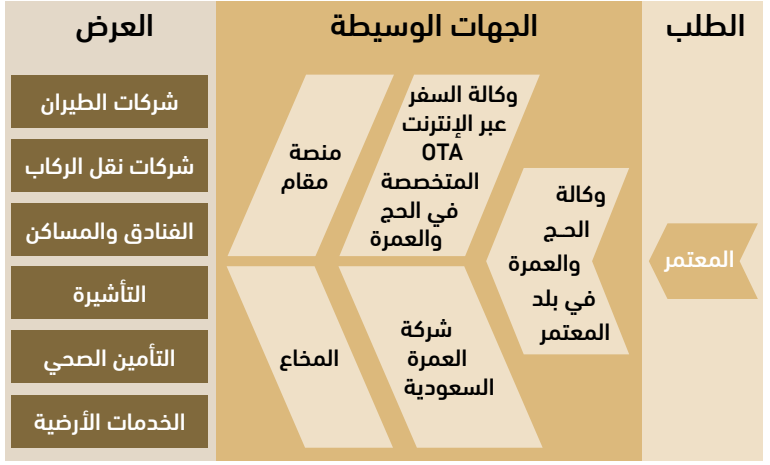 الطلب
المعتمر
الجهات الوسيطة
وكالة
الحـج
والعمرة
في بلد
المعتمر
وكالة السفر
عبر الإنترنت
OTA
المتخصصة
في الحج
والعمرة
شركة
العمرة
السعودية
منصة
مقام
المخاع
العرض
شركات الطيران
شركات نقل الركاب
الفنادق والمساكن
التأشيرة
التأمين الصحي
الخدمات الأرضية